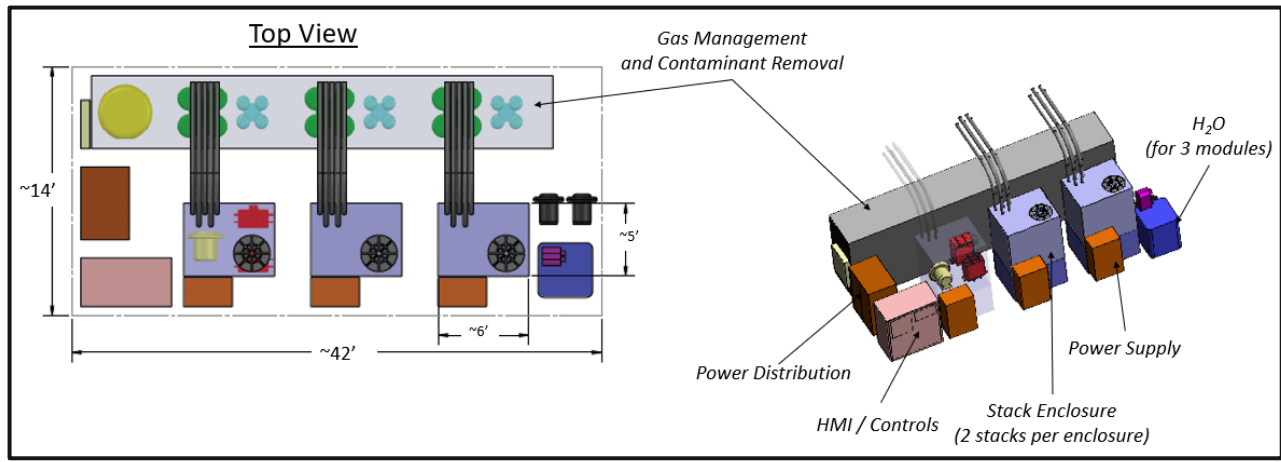 Top View
Gas Management
and Contaminant Removal
H₂O
(for 3 modules)
~14’
~5’
~6’
~42’
Power Distribution
Power Supply
HMI / Controls
Stack Enclosure
(2 stacks per enclosure)